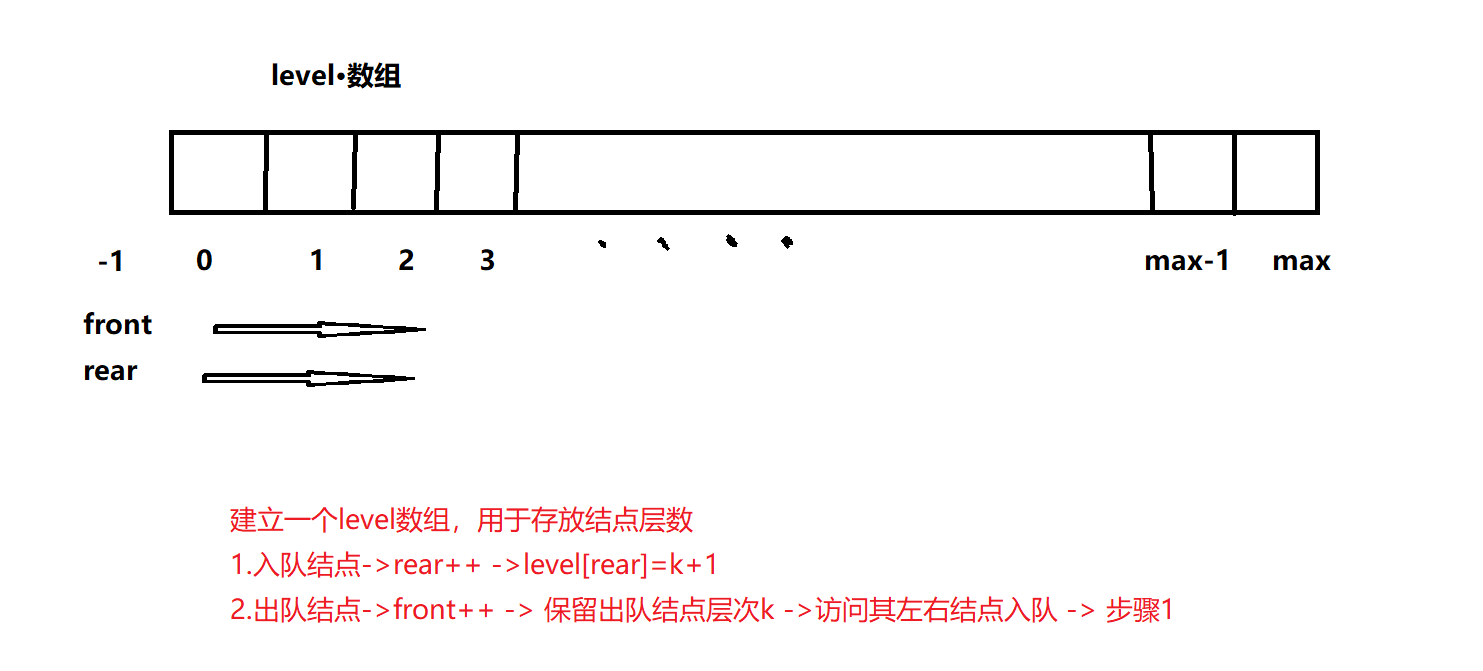 level•数组
-1 0 1 2 3 max-1 max
front
rear
建立一个level数组，用于存放结点层数
1.入队结点->rear++ ->level[rear]=k+1
2.出队结点->front++ -> 保留出队结点层次k ->访问其左右结点入队 -> 步骤1